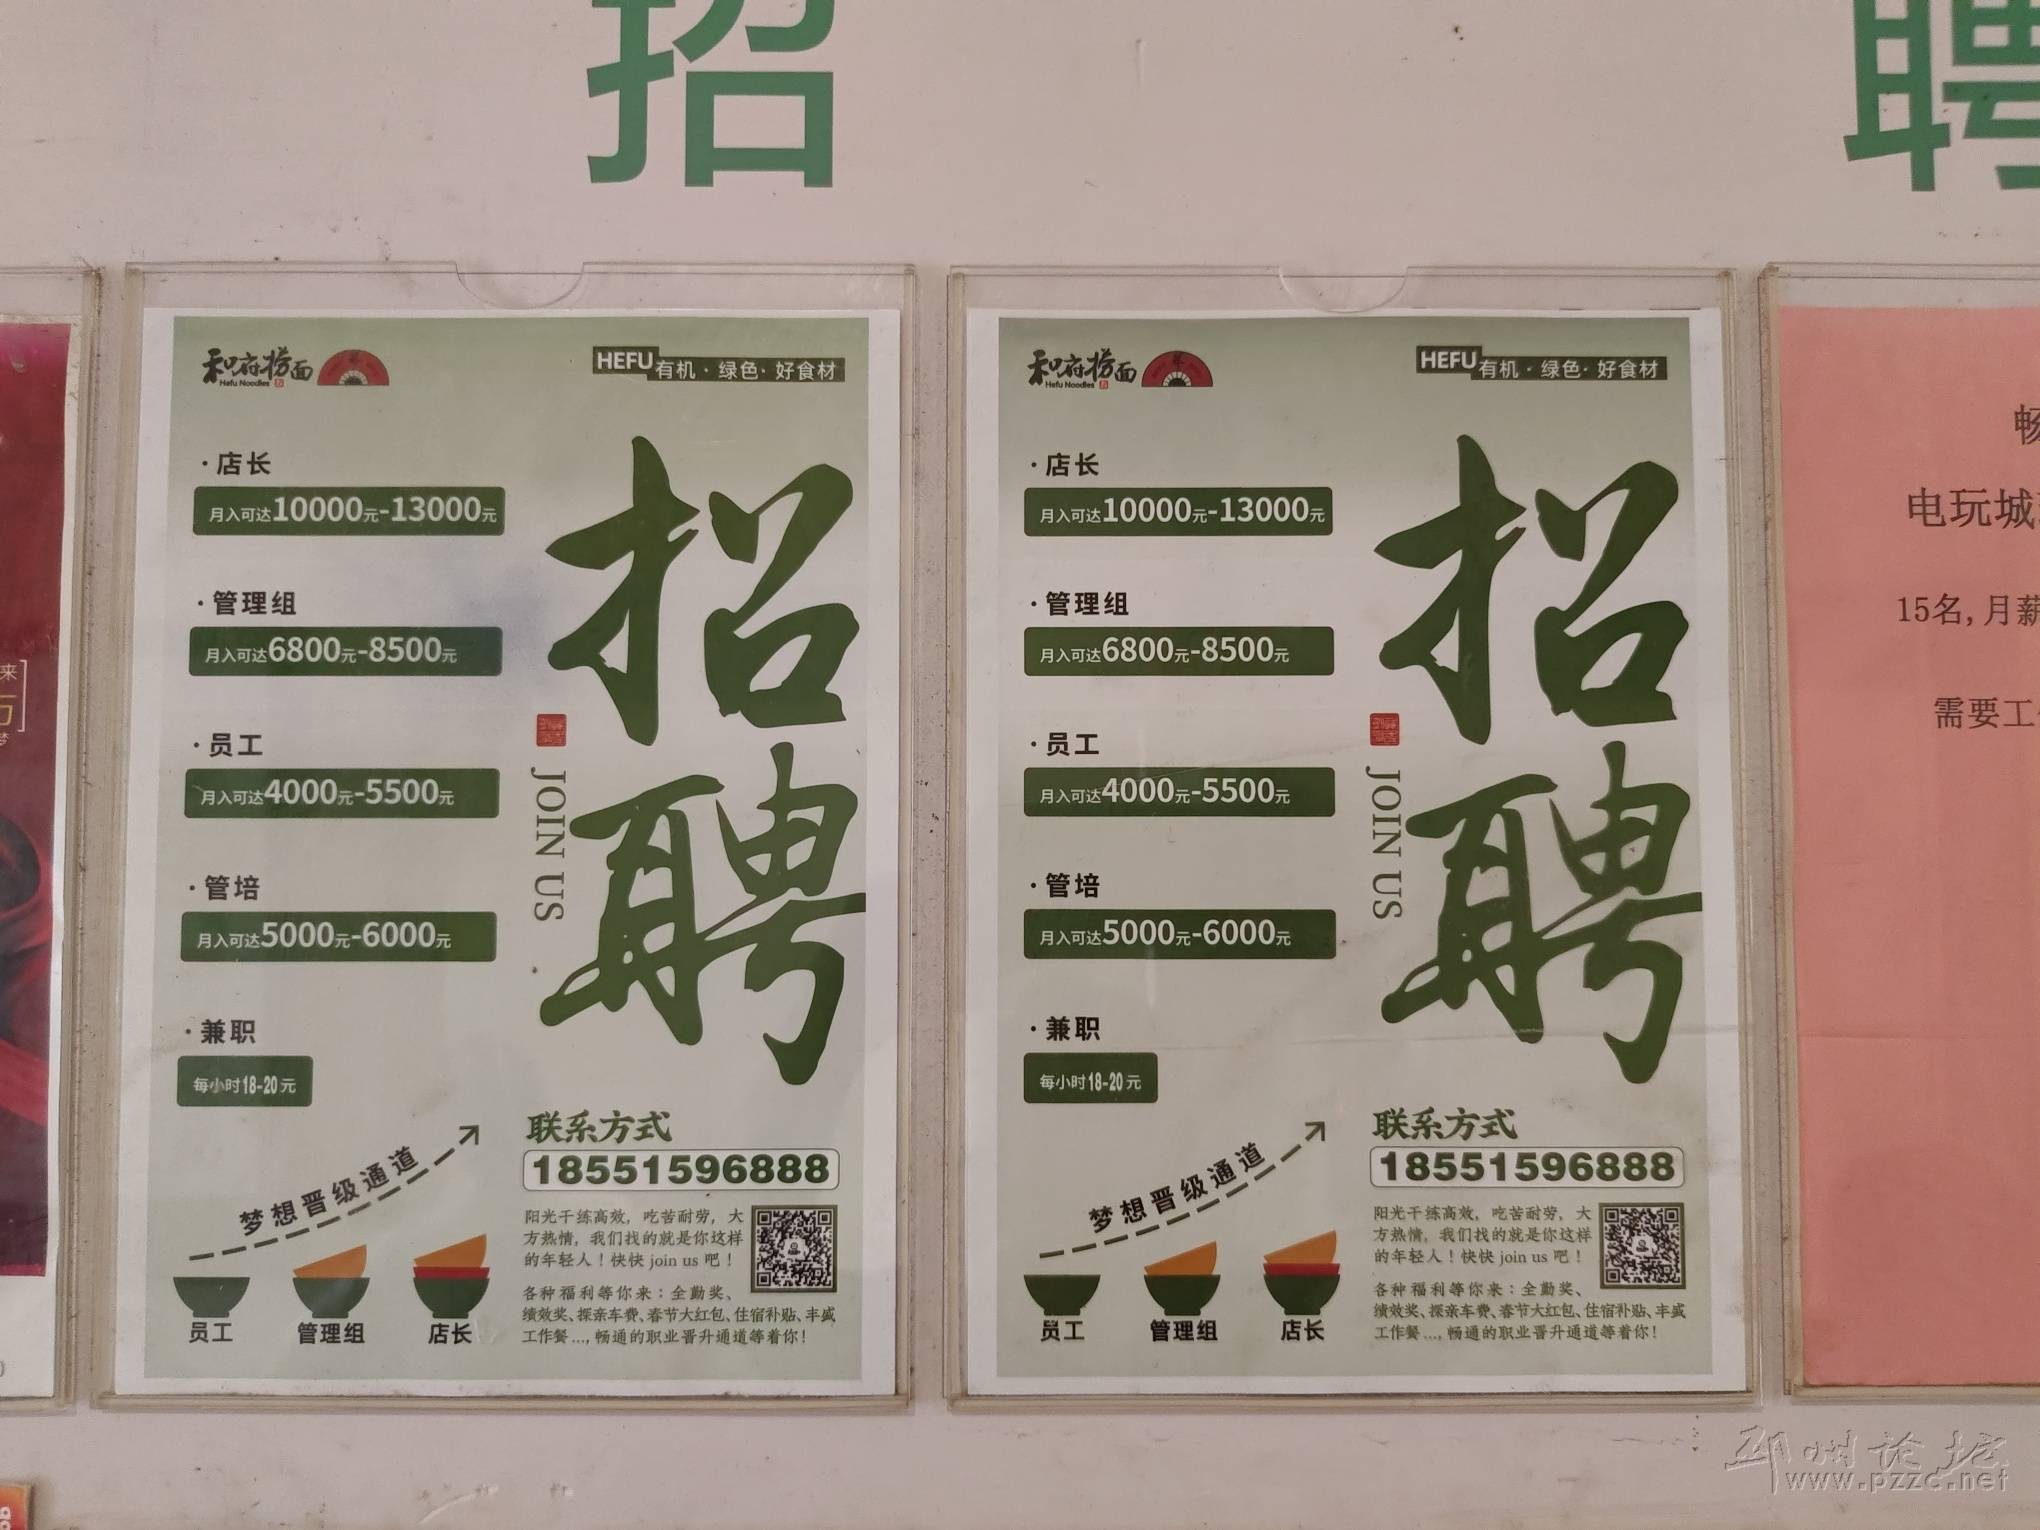 招 聘
和府捞面
Hefu Noodles
HEFU 有机·绿色·好食材
·店长
月入可达10000元-13000元
·管理组
月入可达6800元-8500元
·员工
月入可达4000元-5500元
·管培
月入可达5000元-6000元
·兼职
每小时18-20元
招聘
JOIN US
联系方式
18551596888
梦想晋级通道
员工 管理组 店长
阳光干练高效，吃苦耐劳，大
方热情，我们找的就是你这样
的年轻人！快快 join us 吧！
各种福利等你来：全勤奖、
绩效奖、探亲车费、春节大红包、住宿补贴、丰盛
工作餐...，畅通的职业晋升通道等着你！
和府捞面
Hefu Noodles
HEFU 有机·绿色·好食材
·店长
月入可达10000元-13000元
·管理组
月入可达6800元-8500元
·员工
月入可达4000元-5500元
·管培
月入可达5000元-6000元
·兼职
每小时18-20元
招聘
JOIN US
联系方式
18551596888
梦想晋级通道
员工 管理组 店长
阳光干练高效，吃苦耐劳，大
方热情，我们找的就是你这样
的年轻人！快快 join us 吧！
各种福利等你来：全勤奖、
绩效奖、探亲车费、春节大红包、住宿补贴、丰盛
工作餐...，畅通的职业晋升通道等着你！
畅
电玩城
15名,月薪
需要工
来
万
梦
邳州论坛
www.pzzc.net